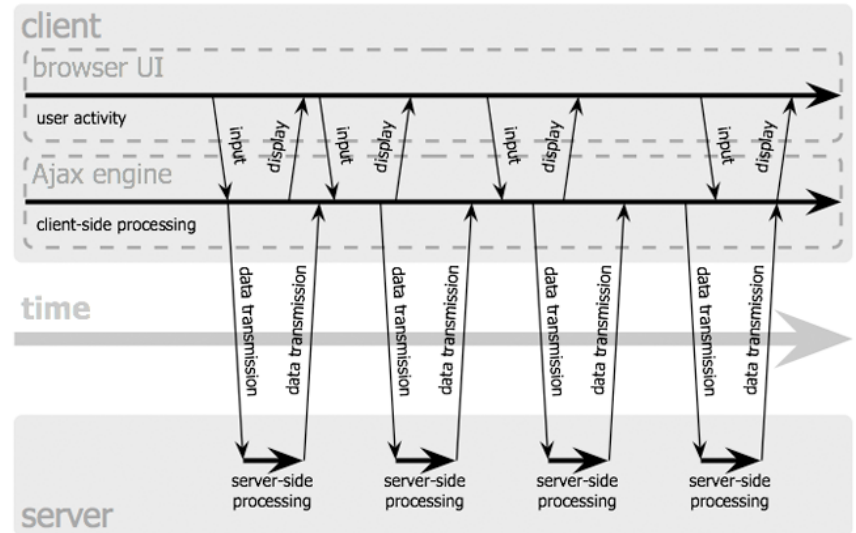 client
browser UI
user activity
input
display
input
display
input
display
input
display
Ajax engine
client-side processing
data transmission
data transmission
data transmission
data transmission
data transmission
data transmission
data transmission
data transmission
time
server-side
processing
server-side
processing
server-side
processing
server-side
processing
server